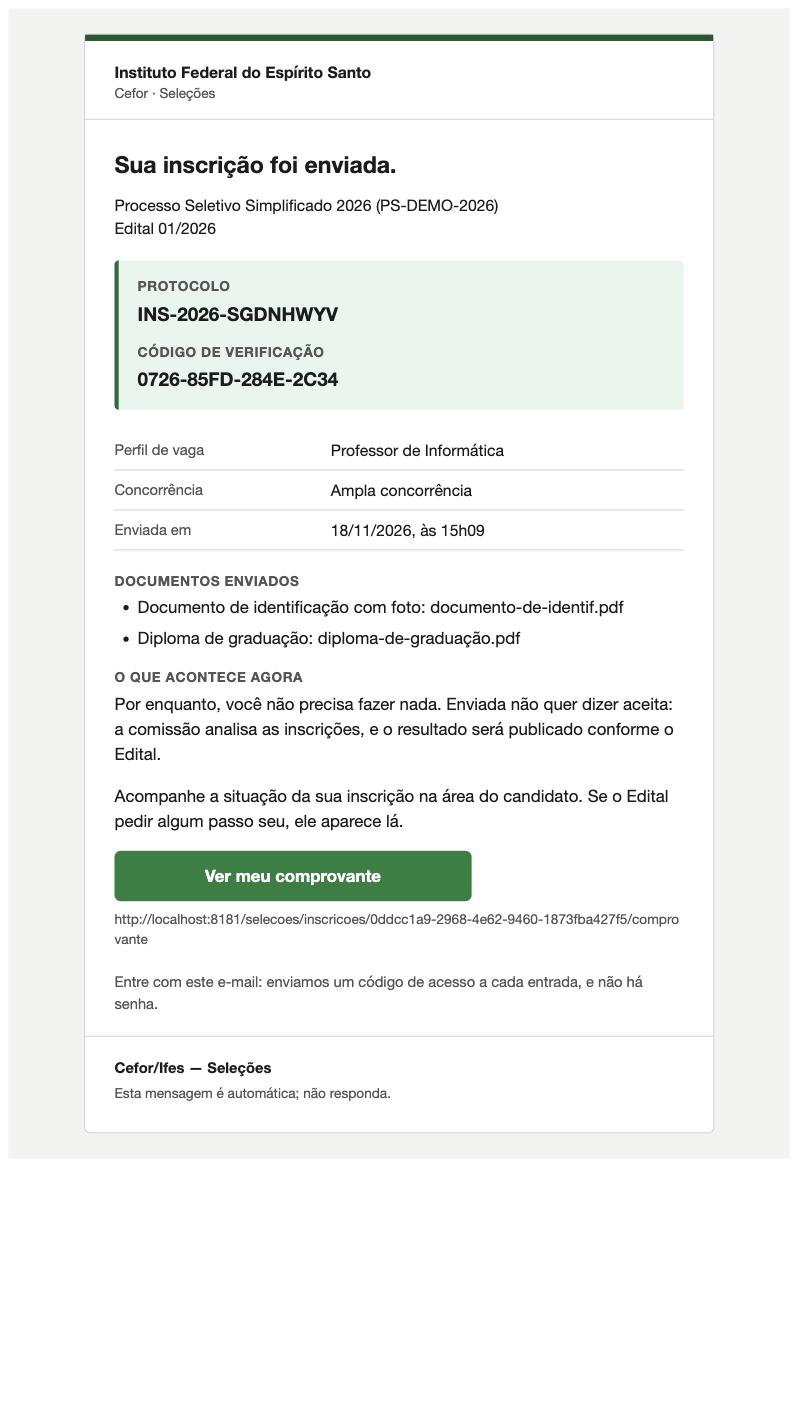 Instituto Federal do Espírito Santo
Cefor · Seleções
Sua inscrição foi enviada.
Processo Seletivo Simplificado 2026 (PS-DEMO-2026)
Edital 01/2026
PROTOCOLO
INS-2026-SGDNHWYV
CÓDIGO DE VERIFICAÇÃO
0726-85FD-284E-2C34
Perfil de vaga Professor de Informática
Concorrência Ampla concorrência
Enviada em 18/11/2026, às 15h09
DOCUMENTOS ENVIADOS
• Documento de identificação com foto: documento-de-identif.pdf
• Diploma de graduação: diploma-de-graduação.pdf
O QUE ACONTECE AGORA
Por enquanto, você não precisa fazer nada. Enviada não quer dizer aceita:
a comissão analisa as inscrições, e o resultado será publicado conforme o
Edital.
Acompanhe a situação da sua inscrição na área do candidato. Se o Edital
pedir algum passo seu, ele aparece lá.
Ver meu comprovante
http://localhost:8181/selecoes/inscricoes/0ddcc1a9-2968-4e62-9460-1873fba427f5/compro
vante
Entre com este e-mail: enviamos um código de acesso a cada entrada, e não há
senha.
Cefor/Ifes — Seleções
Esta mensagem é automática; não responda.